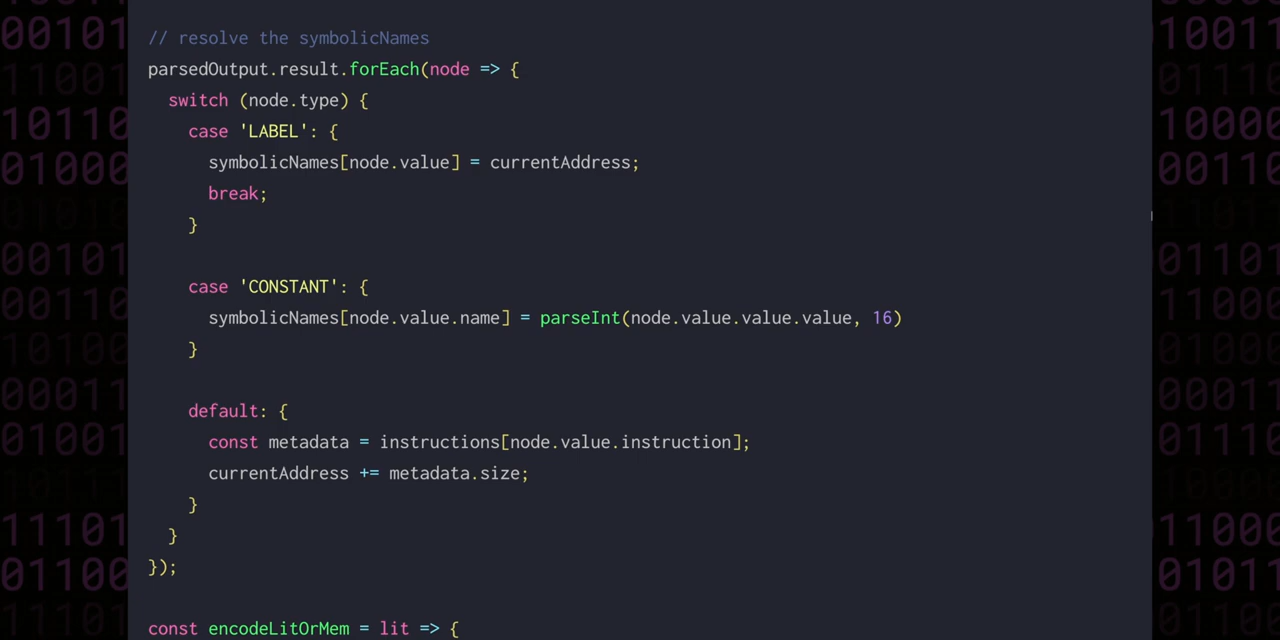 // resolve the symbolicNames
parsedOutput.result.forEach(node => {
  switch (node.type) {
    case 'LABEL': {
      symbolicNames[node.value] = currentAddress;
      break;
    }

    case 'CONSTANT': {
      symbolicNames[node.value.name] = parseInt(node.value.value.value, 16)
    }

    default: {
      const metadata = instructions[node.value.instruction];
      currentAddress += metadata.size;
    }
  }
});

const encodeLitOrMem = lit => {